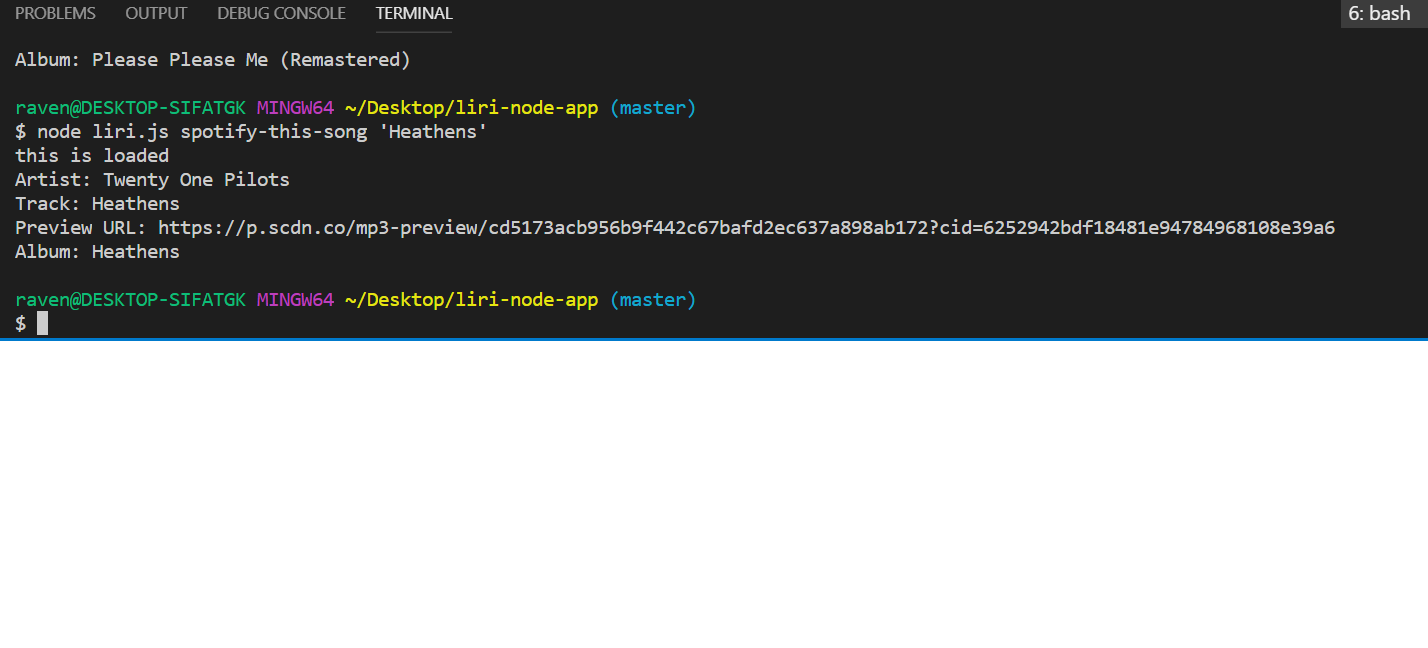 PROBLEMS OUTPUT DEBUG CONSOLE TERMINAL 6: bash
Album: Please Please Me (Remastered)
raven@DESKTOP-SIFATGK MINGW64 ~/Desktop/liri-node-app (master)
$ node liri.js spotify-this-song 'Heathens'
this is loaded
Artist: Twenty One Pilots
Track: Heathens
Preview URL: https://p.scdn.co/mp3-preview/cd5173acb956b9f442c67bafd2ec637a898ab172?cid=6252942bdf18481e94784968108e39a6
Album: Heathens
raven@DESKTOP-SIFATGK MINGW64 ~/Desktop/liri-node-app (master)
$